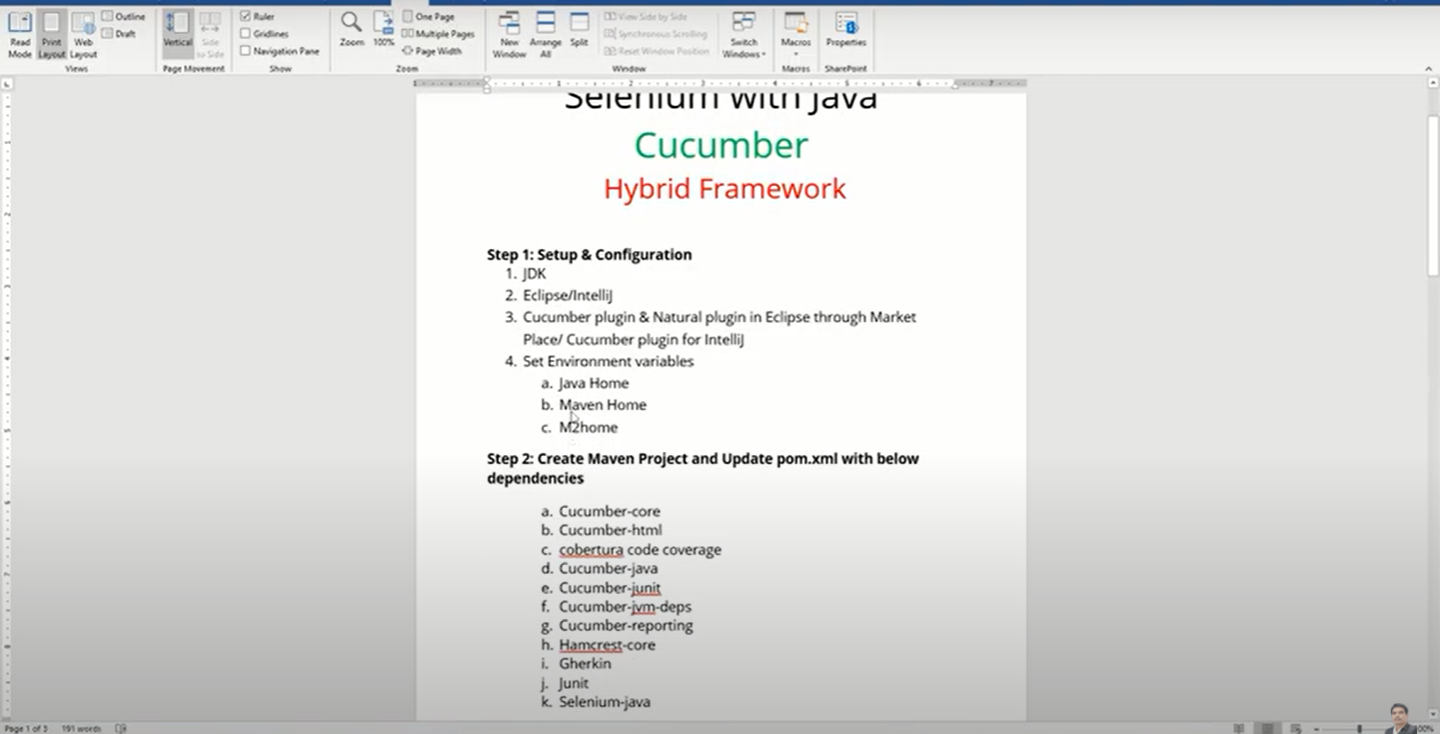 Outline
Draft
Read Mode
Print Layout
Web Layout
Views
Vertical
Side to Side
Page Movement
Ruler
Gridlines
Navigation Pane
Show
Zoom
100%
One Page
Multiple Pages
Page Width
Zoom
New Window
Arrange All
Split
View Side by Side
Synchronous Scrolling
Reset Window Position
Window
Switch Windows
Macros
Macros
Properties
SharePoint
Selenium with Java
Cucumber
Hybrid Framework
Step 1: Setup & Configuration
1. JDK
2. Eclipse/IntelliJ
3. Cucumber plugin & Natural plugin in Eclipse through Market
Place/ Cucumber plugin for IntelliJ
4. Set Environment variables
a. Java Home
b. Maven Home
c. M2home
Step 2: Create Maven Project and Update pom.xml with below
dependencies
a. Cucumber-core
b. Cucumber-html
c. cobertura code coverage
d. Cucumber-java
e. Cucumber-junit
f. Cucumber-jvm-deps
g. Cucumber-reporting
h. Hamcrest-core
i. Gherkin
j. Junit
k. Selenium-java
Page 1 of 3 191 words